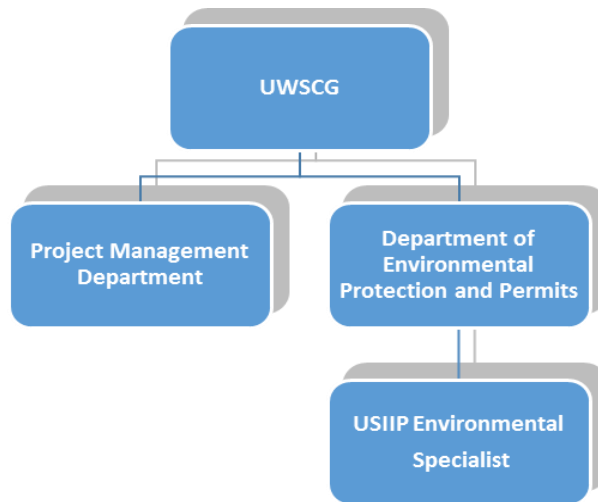 UWSCG
Project Management
Department
Department of
Environmental
Protection and Permits
USIIP Environmental
Specialist